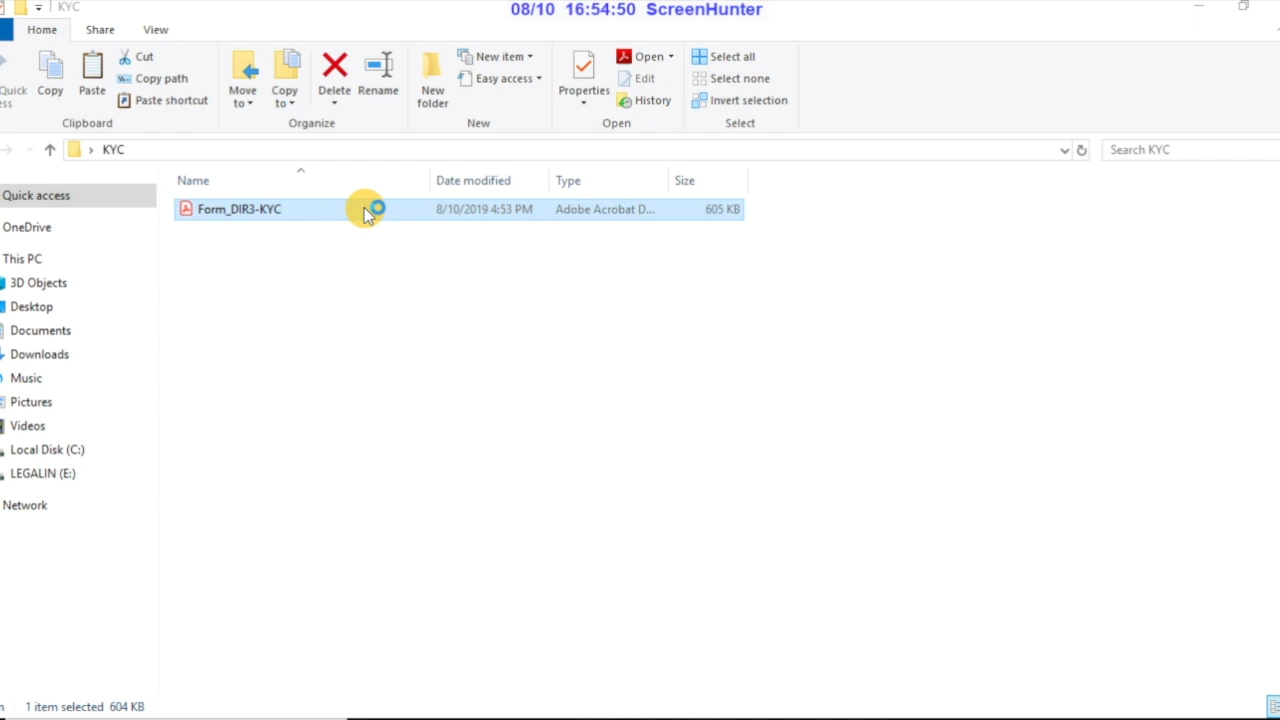 KYC
08/10 16:54:50 ScreenHunter
Home Share View
Quick
Copy
Paste
Cut
Copy path
Paste shortcut
Clipboard
Move to
Copy to
Delete
Rename
Organize
New folder
New item
Easy access
New
Properties
Open
Edit
History
Open
Select all
Select none
Invert selection
Select
KYC
Search KYC
Name Date modified Type Size
Form_DIR3-KYC 8/10/2019 4:53 PM Adobe Acrobat D... 605 KB
Quick access
OneDrive
This PC
3D Objects
Desktop
Documents
Downloads
Music
Pictures
Videos
Local Disk (C:)
LEGALIN (E:)
Network
1 item selected 604 KB